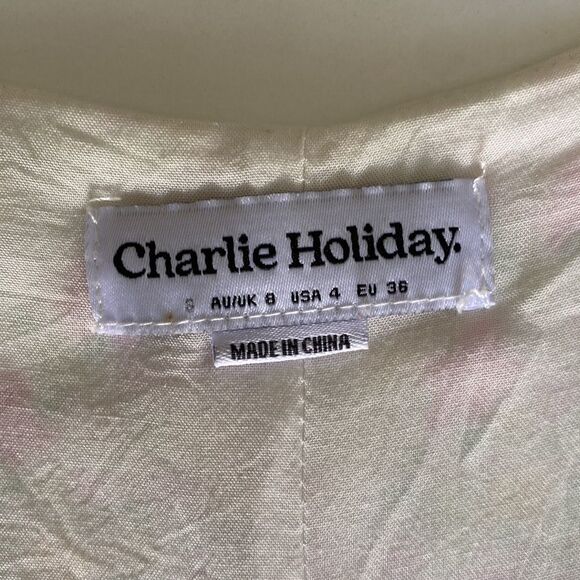 Charlie Holiday.
S AU/UK 8 USA 4 EU 36
MADE IN CHINA